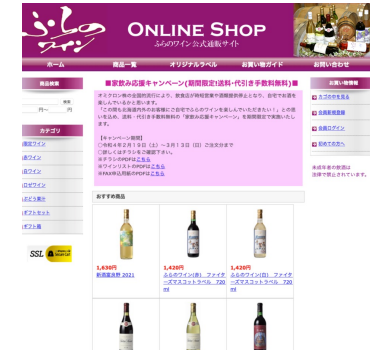 ふらのワイン
ONLINE SHOP
ふらのワイン公式通販サイト
ホーム
商品一覧
オリジナルラベル
お買い物ガイド
お問い合わせ
商品検索
検索
円~ 円
カテゴリ
限定ワイン
赤ワイン
白ワイン
ロゼワイン
ぶどう果汁
ギフトセット
ギフト箱
SSL
■家飲み応援キャンペーン(期間限定!送料・代引き手数料無料)■
オミクロン株の全国的流行により、飲食店が時短営業や酒類提供停止となり、自宅でお酒を
楽しんでいるかと思います。
「この間も北海道内外のお客様にご自宅でふらのワインを楽しんでいただきたい!」との思
いを込め、送料・代引き手数料無料の「家飲み応援キャンペーン」を期間限定で実施いたし
ます。
【キャンペーン期間】
○令和4年2月19日(土)~3月13日(日)ご注文分まで
○詳しくはチラシをご確認下さい。
※チラシのPDFはこちら
※ワインリストのPDFはこちら
※FAX申込用紙のPDFはこちら
おすすめ商品
1,630円
新酒富良野 2021
1,420円
ふらのワイン(赤) ファイタ
ーズマスコットラベル 720
ml
1,420円
ふらのワイン(白) ファイタ
ーズマスコットラベル 720
ml
お買い物情報
カゴの中を見る
会員新規登録
会員ログイン
初めての方へ
未成年者の飲酒は
法律で禁止されています。